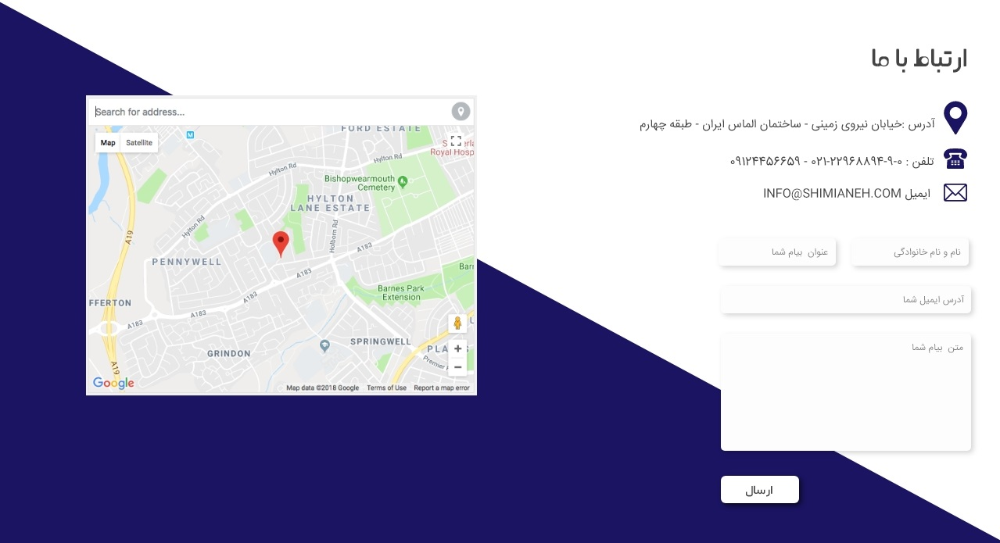 ارتباط با ما
آدرس :خیابان نیروی زمینی - ساختمان الماس ایران - طبقه چهارم
تلفن : ۰-۹-۰۲۱-۲۲۹۶۸۸۹۴ - ۰۹۱۲۴۴۵۶۶۵۹
ایمیل INFO@SHIMIANEH.COM
نام و نام خانوادگی
عنوان بیام شما
آدرس ایمیل شما
متن بیام شما
ارسال
Search for address...
Map Satellite
M
FORD ESTATE
Royal Hosp
Hylton Rd
Hylton Rd
Bishopwearmouth
Cemetery
HYLTON
LANE ESTATE
Hylton Rd
Holborn Rd
A19
A183
PENNYWELL
A183
Barnes Park
Extension
A183
FFERTON
A183
A183
SPRINGWELL
GRINDON
A19
Premier
Google
Map data ©2018 Google Terms of Use Report a map error